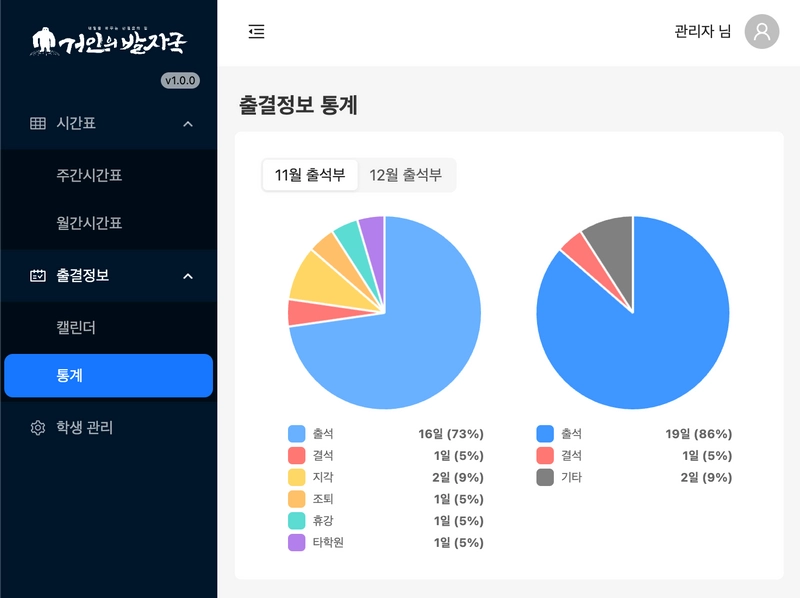 거인의 발자국
v1.0.0
시간표
주간시간표
월간시간표
출결정보
캘린더
통계
학생 관리
관리자 님
출결정보 통계
11월 출석부 12월 출석부
출석 16일 (73%)
결석 1일 (5%)
지각 2일 (9%)
조퇴 1일 (5%)
휴강 1일 (5%)
타학원 1일 (5%)
출석 19일 (86%)
결석 1일 (5%)
기타 2일 (9%)